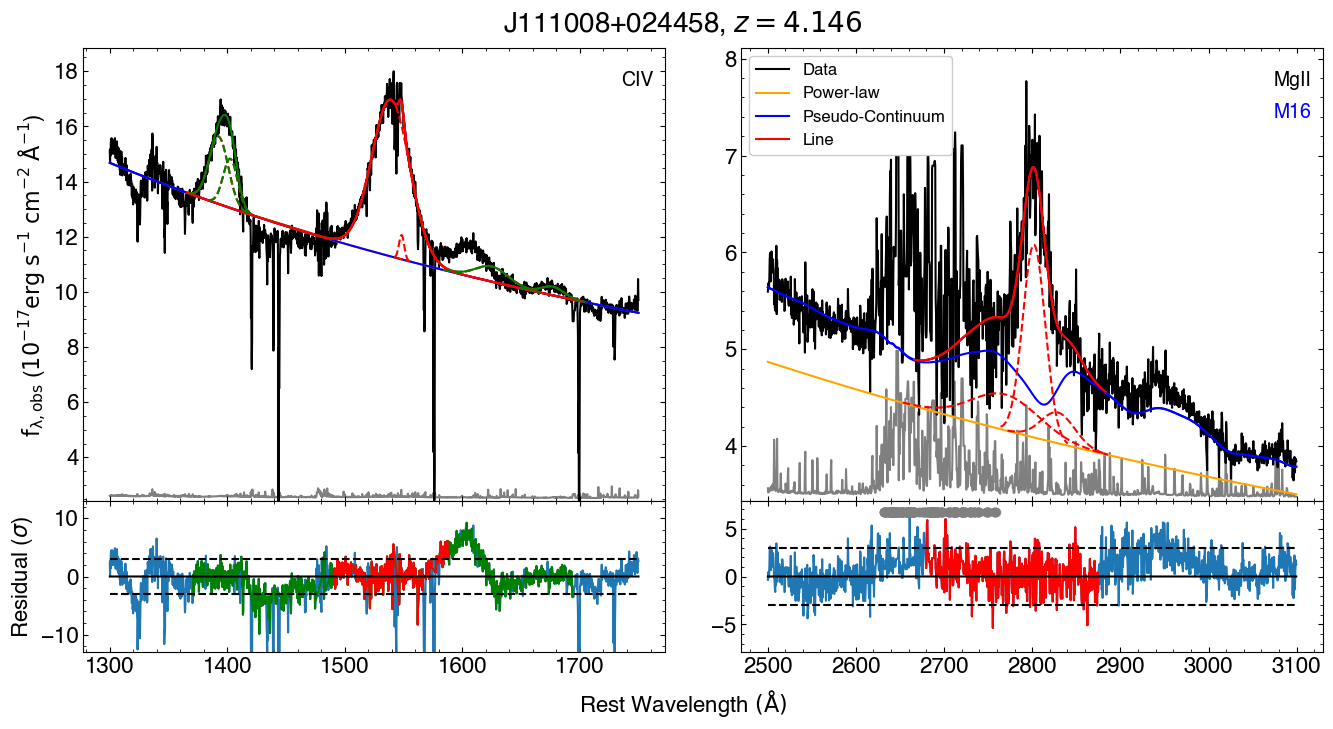 J111008+024458, z = 4.146
CIV
MgII
M16
Data
Power-law
Pseudo-Continuum
Line
f_λ,obs (10⁻¹⁷erg s⁻¹ cm⁻² Å⁻¹)
18
16
14
12
10
8
6
4
8
7
6
5
4
Residual (σ)
10
0
−10
5
0
−5
1300 1400 1500 1600 1700
2500 2600 2700 2800 2900 3000 3100
Rest Wavelength (Å)